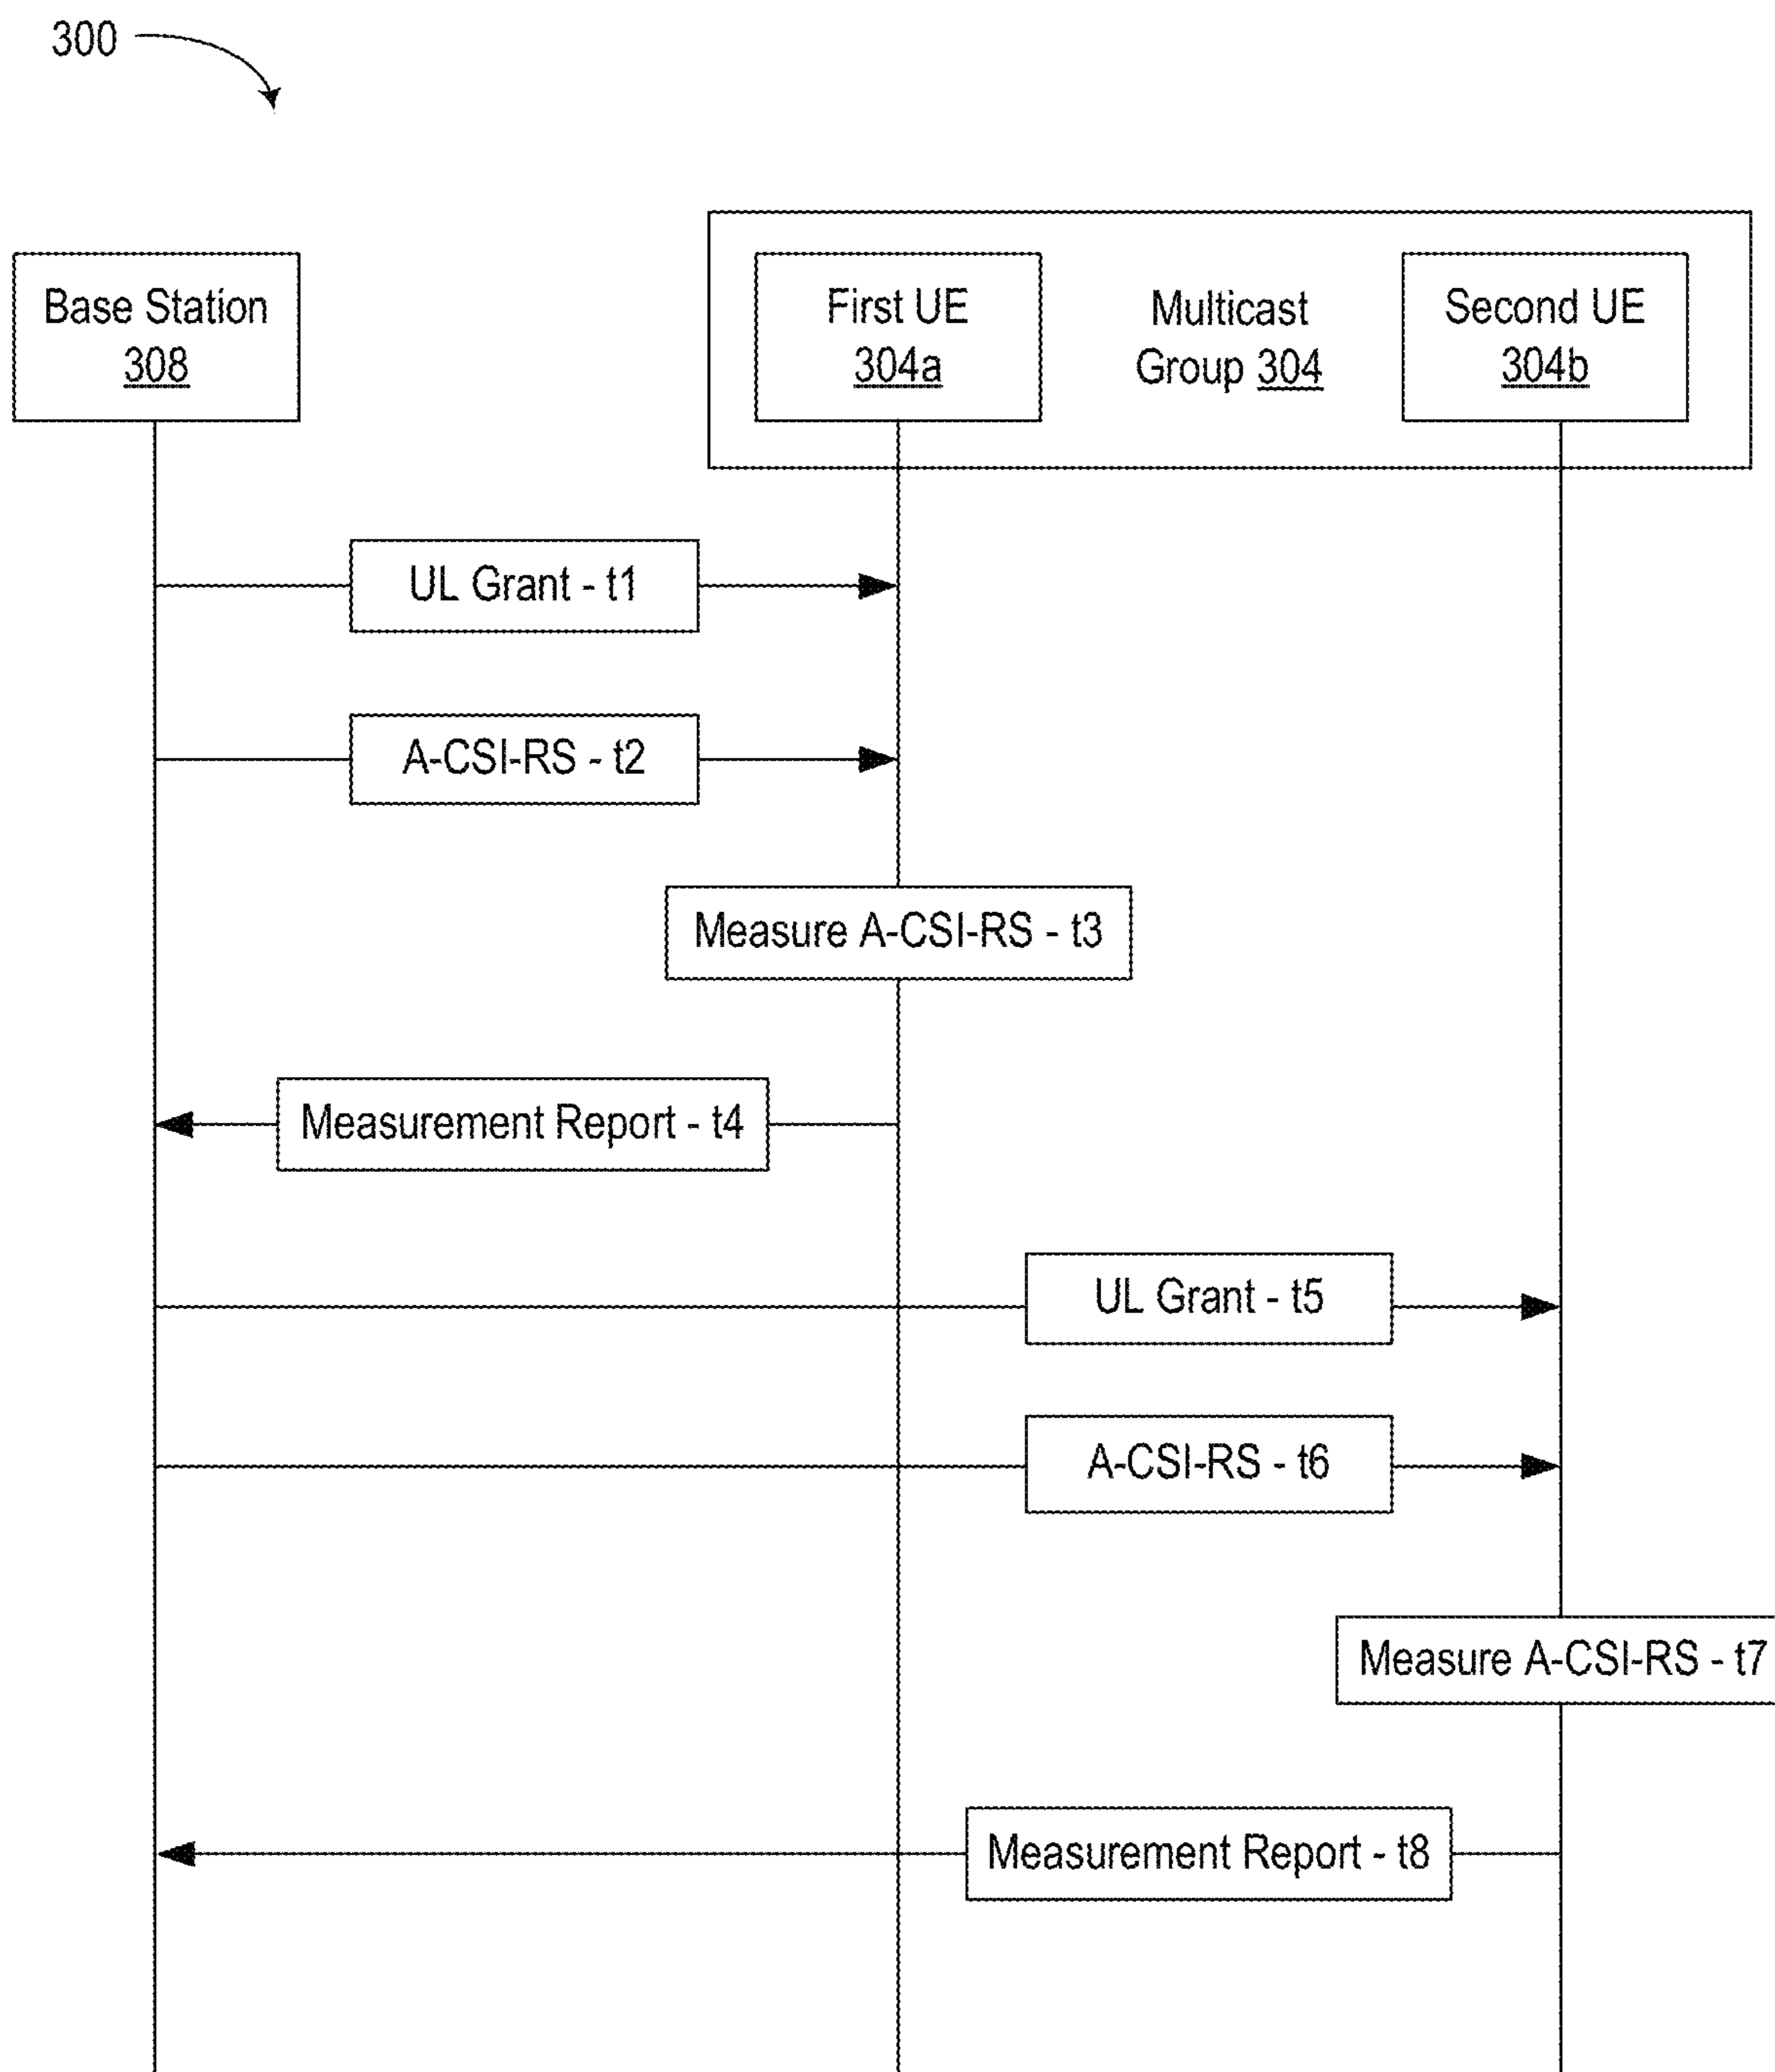 300
Base Station
308
First UE
304a
Multicast
Group 304
Second UE
304b
UL Grant - t1
A-CSI-RS - t2
Measure A-CSI-RS - t3
Measurement Report - t4
UL Grant - t5
A-CSI-RS - t6
Measure A-CSI-RS - t7
Measurement Report - t8